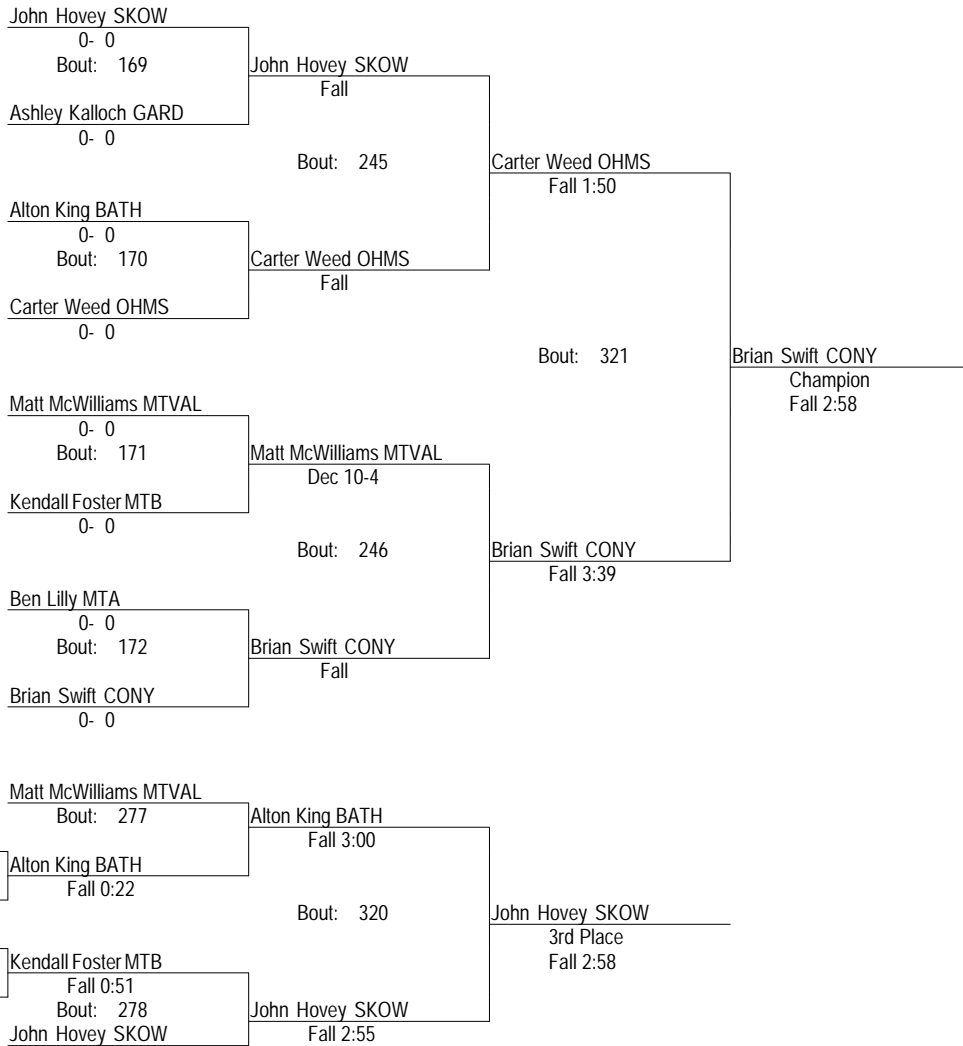 John Hovey SKOW
0- 0
Bout: 169
John Hovey SKOW
Fall
Ashley Kalloch GARD
0- 0
Bout: 245
Carter Weed OHMS
Fall 1:50
Alton King BATH
0- 0
Bout: 170
Carter Weed OHMS
Fall
Carter Weed OHMS
0- 0
Bout: 321
Brian Swift CONY
Champion
Fall 2:58
Matt McWilliams MTVAL
0- 0
Bout: 171
Matt McWilliams MTVAL
Dec 10-4
Kendall Foster MTB
0- 0
Bout: 246
Brian Swift CONY
Fall 3:39
Ben Lilly MTA
0- 0
Bout: 172
Brian Swift CONY
Fall
Brian Swift CONY
0- 0
Matt McWilliams MTVAL
Bout: 277
Alton King BATH
Fall 3:00
Alton King BATH
Fall 0:22
Bout: 320
John Hovey SKOW
3rd Place
Fall 2:58
Kendall Foster MTB
Fall 0:51
Bout: 278
John Hovey SKOW
Fall 2:55
John Hovey SKOW